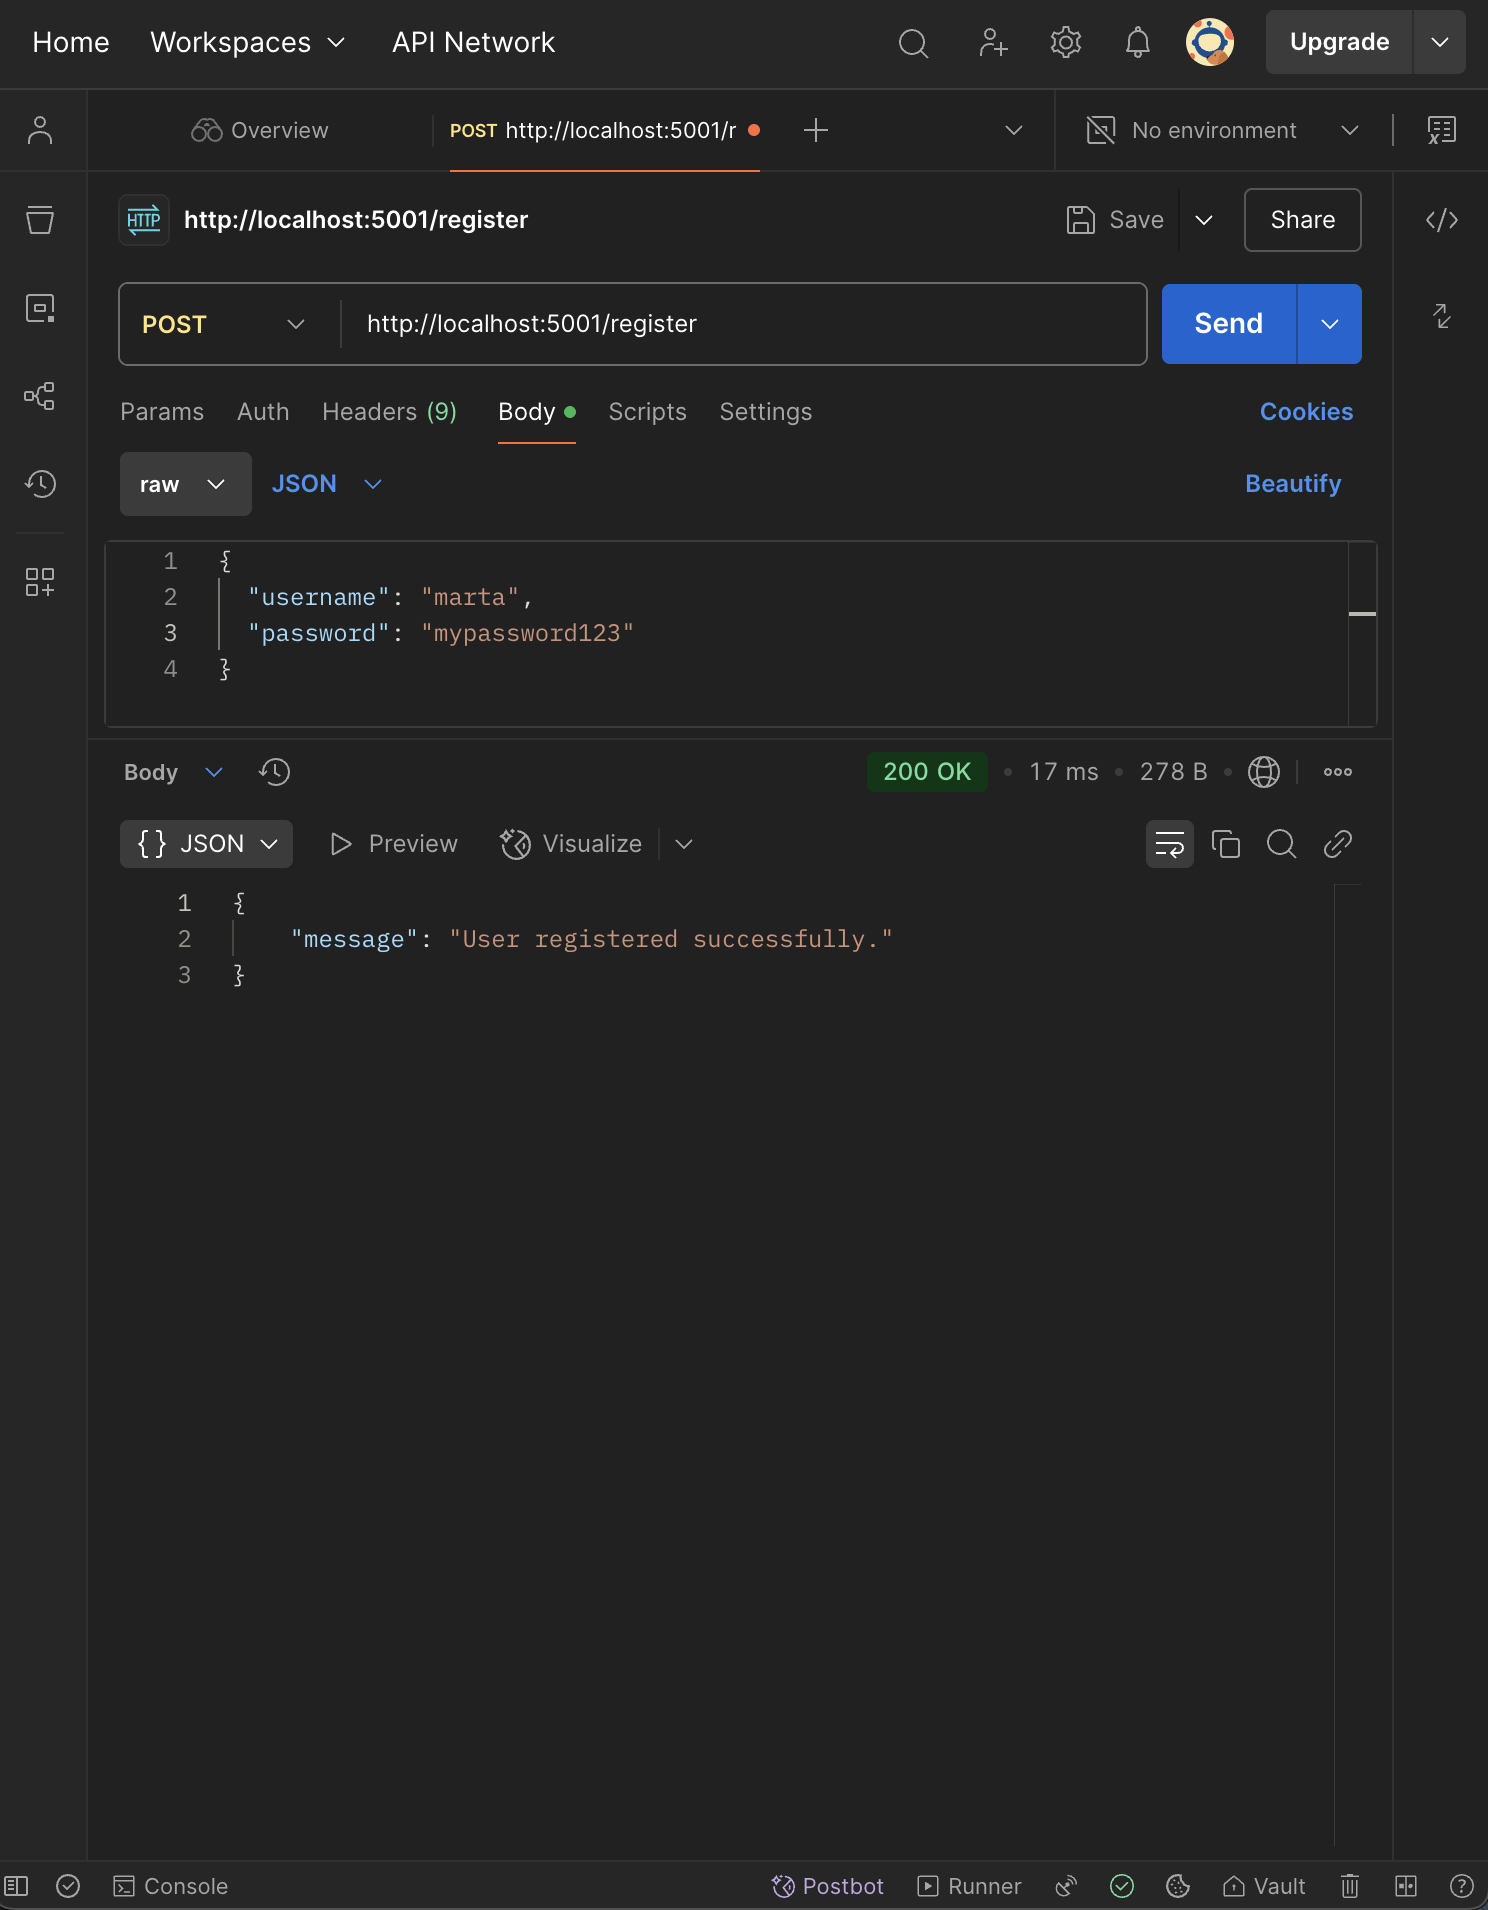 Home Workspaces API Network Upgrade
Overview POST http://localhost:5001/r No environment
HTTP http://localhost:5001/register Save Share
POST http://localhost:5001/register Send
Params Auth Headers (9) Body Scripts Settings Cookies
raw JSON Beautify
1 {
2 "username": "marta",
3 "password": "mypassword123"
4 }
Body 200 OK 17 ms 278 B
{} JSON Preview Visualize
1 {
2 "message": "User registered successfully."
3 }
Console Postbot Runner Vault